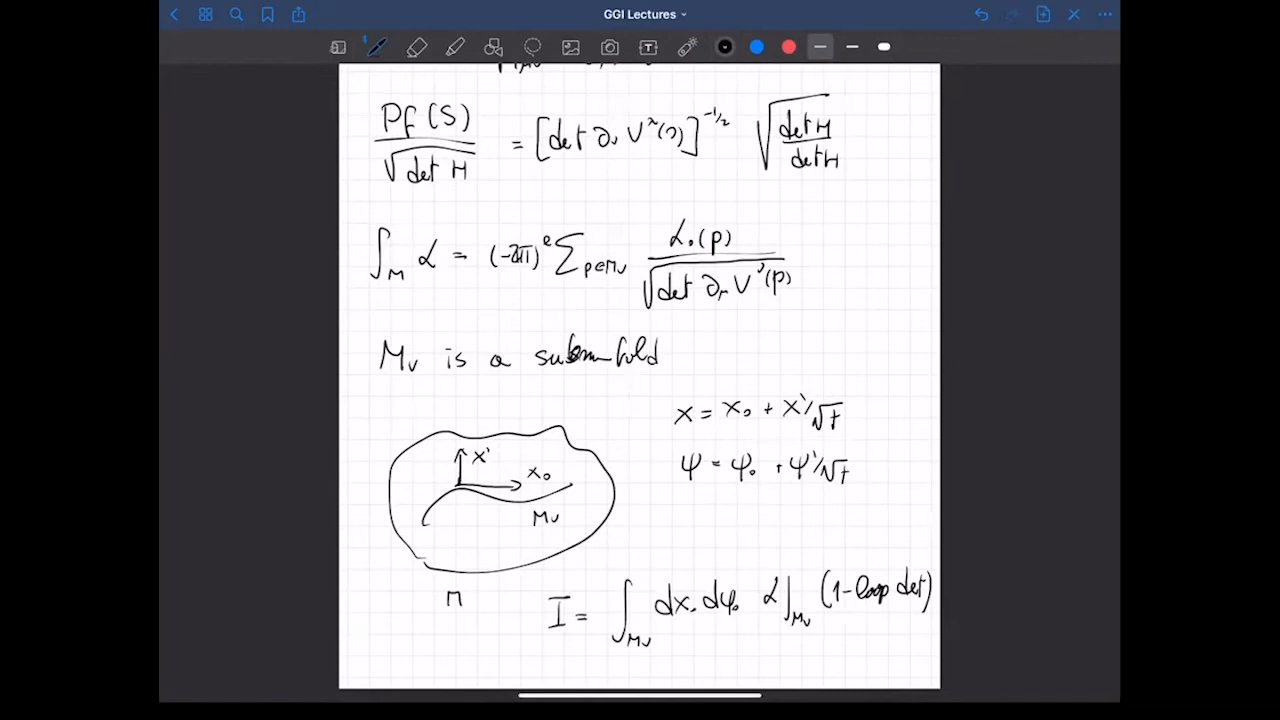 GGI Lectures
Pf(S) / √det H = [det ∂μ V^ν(p)]^{-1/2} √(det H / det H)
∫_M α = (-2π)^ℓ Σ_{p∈M_V} α₀(p) / √det ∂μ V^ν(p)
M_V is a submanifold
x = x₀ + x'/√t
ψ = ψ₀ + ψ'/√t
x'
x₀
M_V
M
I = ∫_{M_V} dx₀ dψ₀ α|_{M_V} (1-loop det)